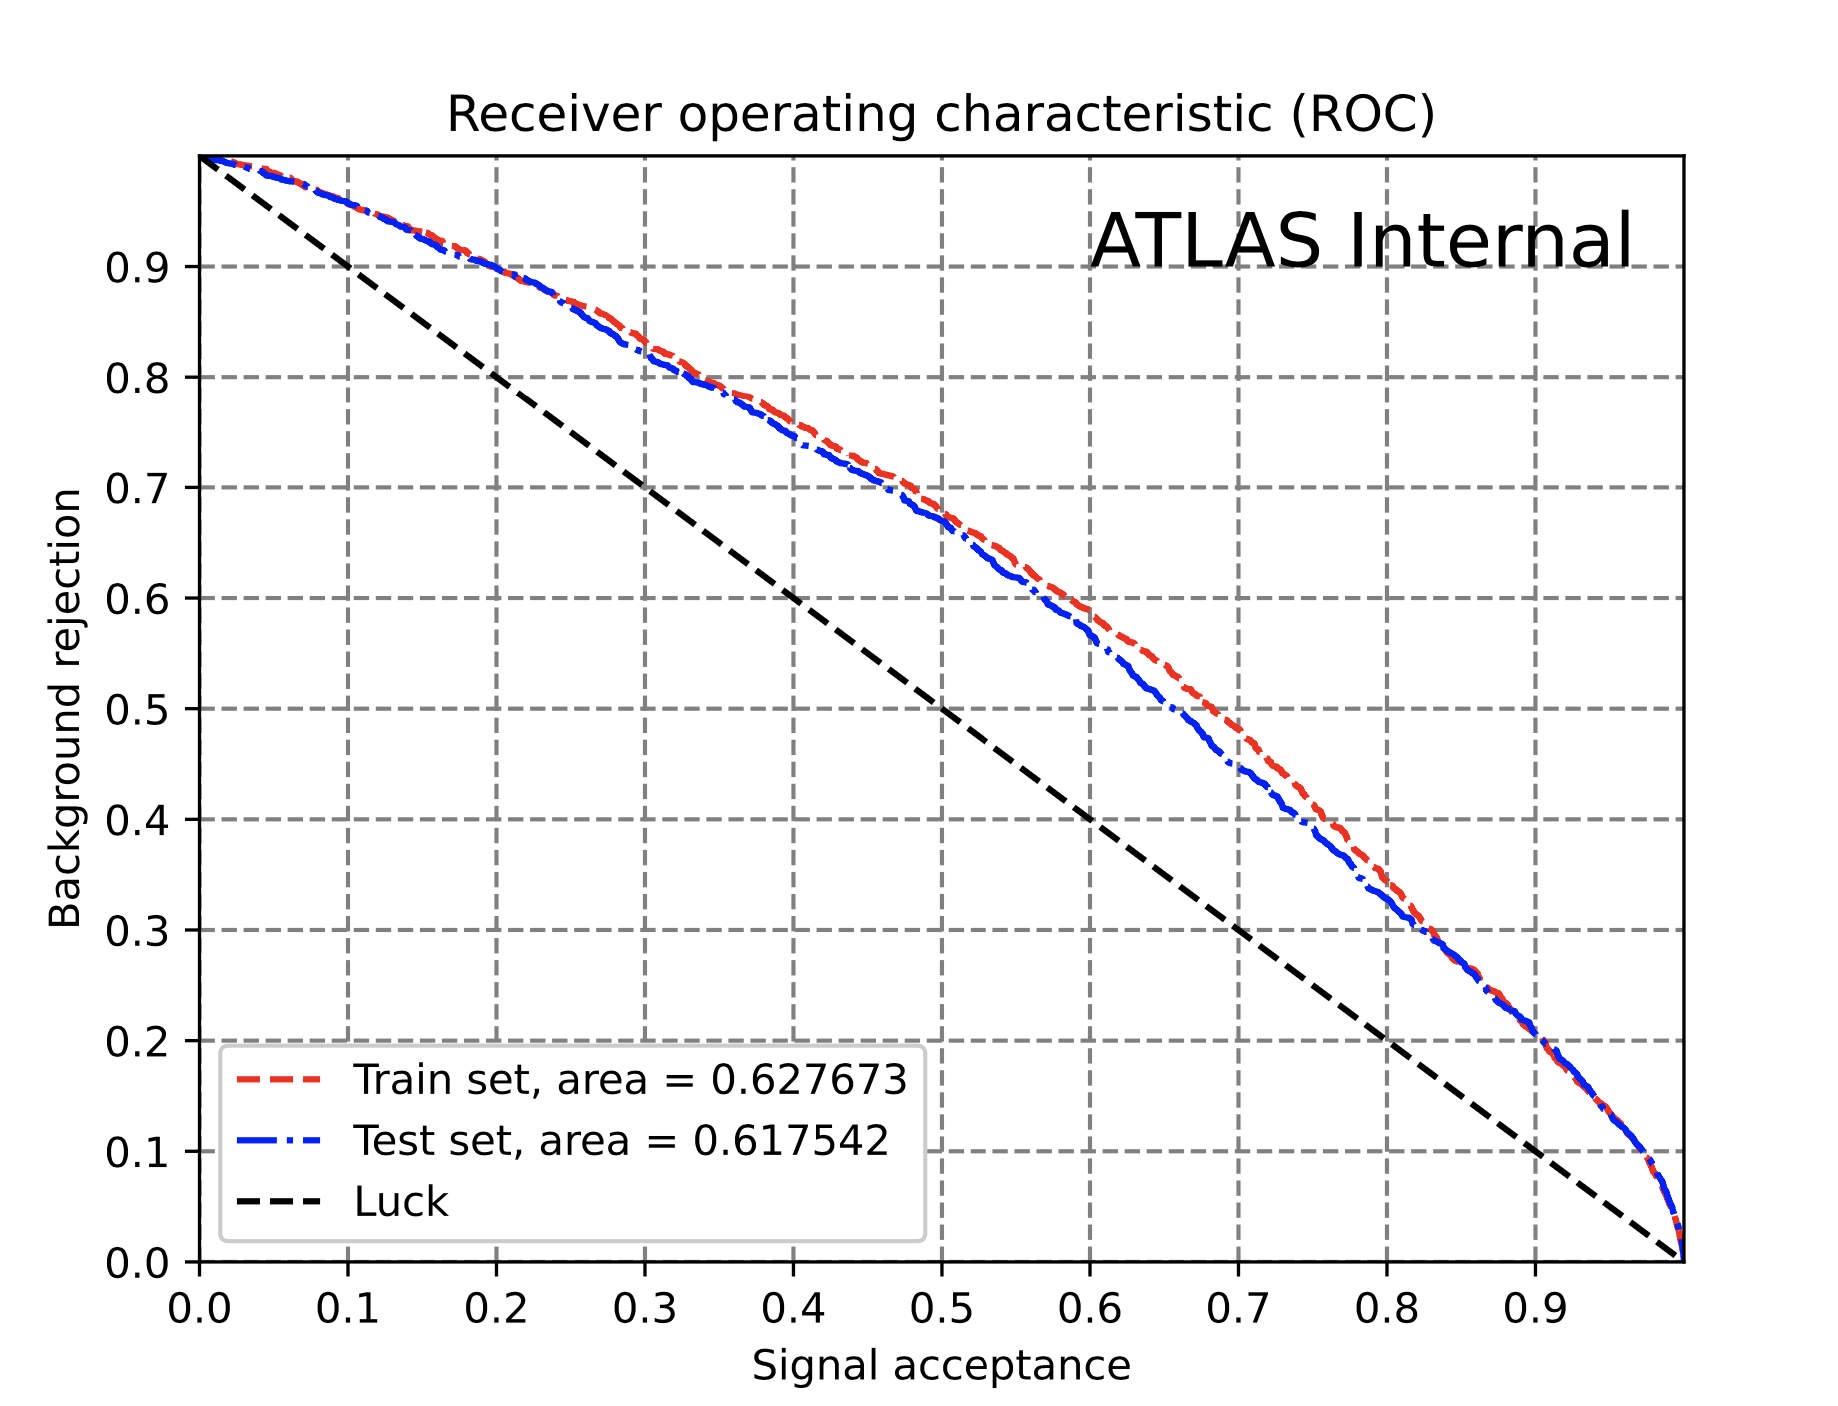 Receiver operating characteristic (ROC)
ATLAS Internal
0.9
0.8
0.7
0.6
0.5
0.4
0.3
0.2
0.1
0.0
Background rejection
Train set, area = 0.627673
Test set, area = 0.617542
Luck
0.0 0.1 0.2 0.3 0.4 0.5 0.6 0.7 0.8 0.9
Signal acceptance